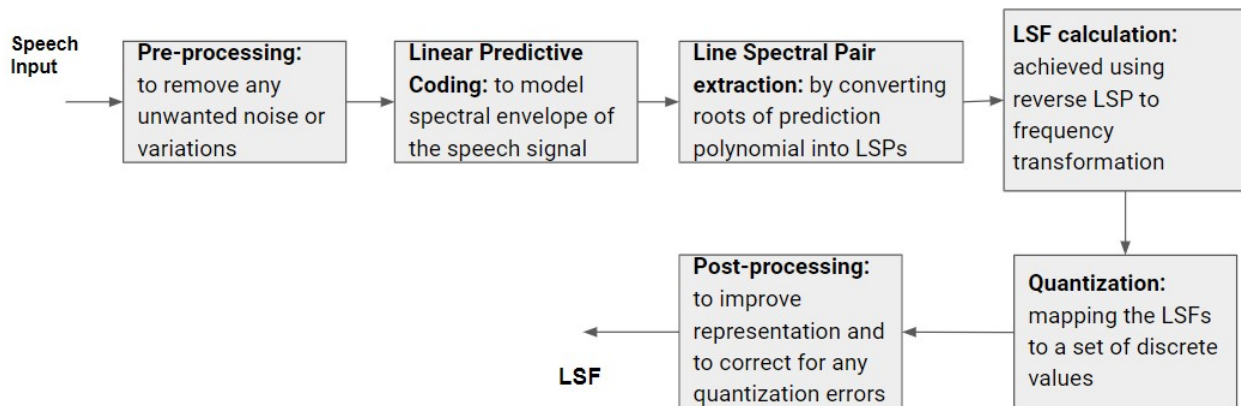 Speech
Input
Pre-processing:
to remove any
unwanted noise or
variations
Linear Predictive
Coding: to model
spectral envelope of
the speech signal
Line Spectral Pair
extraction: by converting
roots of prediction
polynomial into LSPs
LSF calculation:
achieved using
reverse LSP to
frequency
transformation
Quantization:
mapping the LSFs
to a set of discrete
values
Post-processing:
to improve
representation and
to correct for any
quantization errors
LSF